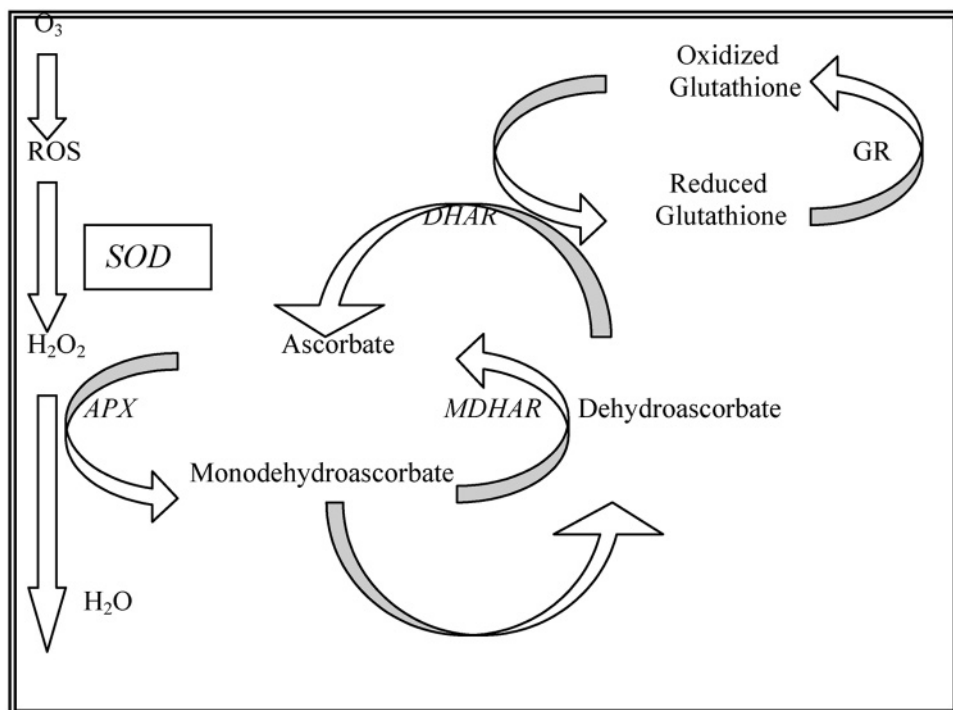 O₃
Oxidized
Glutathione
ROS
GR
Reduced
Glutathione
DHAR
SOD
H₂O₂
Ascorbate
APX
MDHAR
Dehydroascorbate
Monodehydroascorbate
H₂O